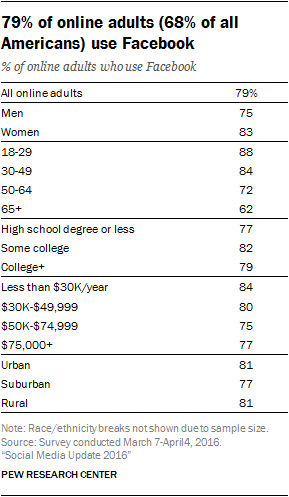 79% of online adults (68% of all
Americans) use Facebook
% of online adults who use Facebook
All online adults 79%
Men 75
Women 83
18-29 88
30-49 84
50-64 72
65+ 62
High school degree or less 77
Some college 82
College+ 79
Less than $30K/year 84
$30K-$49,999 80
$50K-$74,999 75
$75,000+ 77
Urban 81
Suburban 77
Rural 81
Note: Race/ethnicity breaks not shown due to sample size.
Source: Survey conducted March 7-April4, 2016.
“Social Media Update 2016”
PEW RESEARCH CENTER